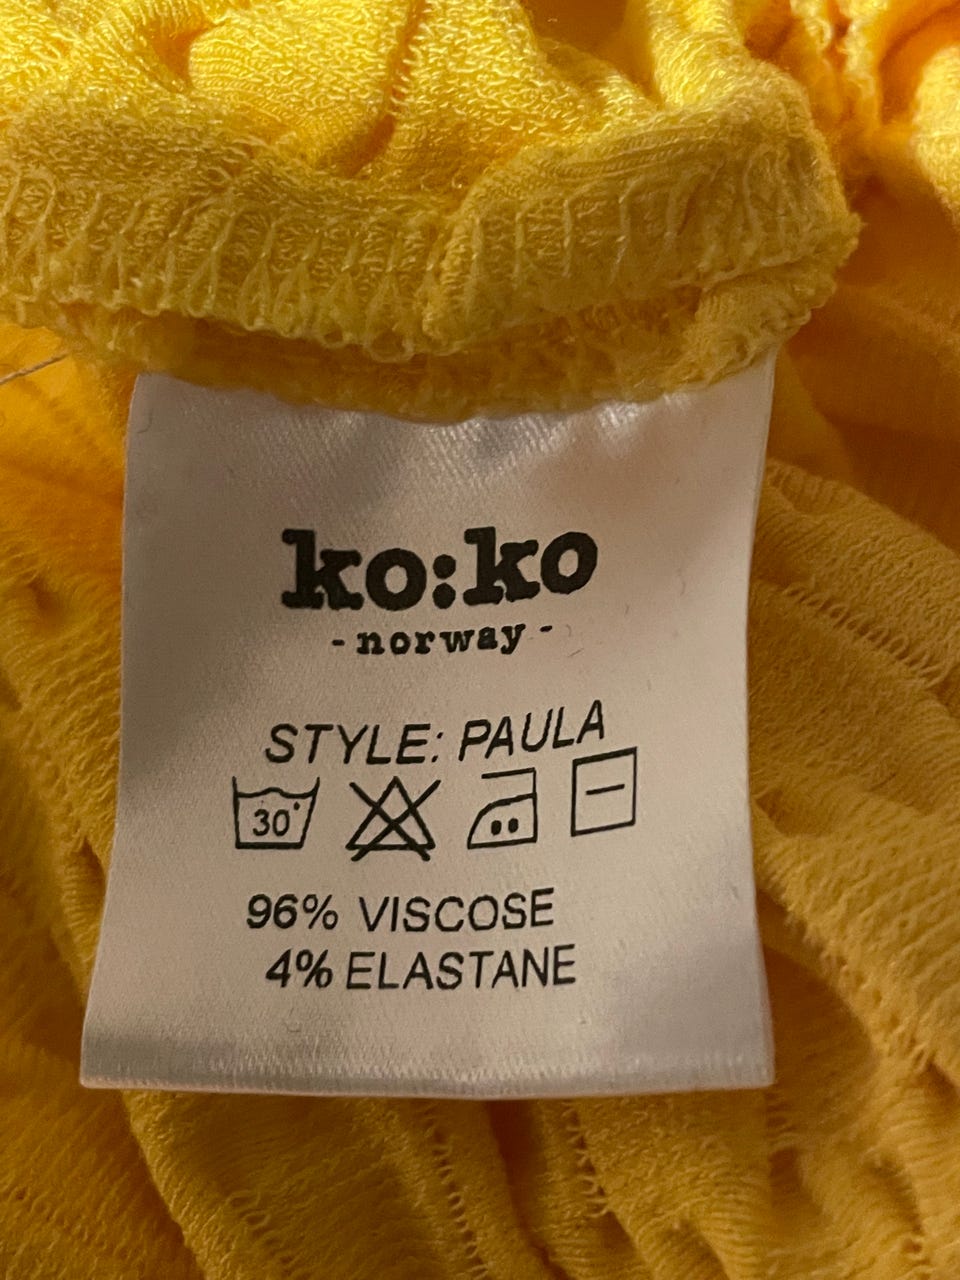 ko:ko
- norway -
STYLE: PAULA
30°
96% VISCOSE
4% ELASTANE